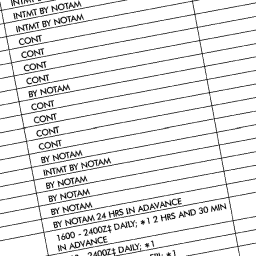 INTMT BY NOTAM
INTMT BY NOTAM
CONT
CONT
CONT
CONT
BY NOTAM
CONT
CONT
CONT
CONT
BY NOTAM
INTMT BY NOTAM
BY NOTAM
BY NOTAM
BY NOTAM
BY NOTAM 24 HRS IN ADAVANCE
1600 - 2400Z‡ DAILY; *1 2 HRS AND 30 MIN
IN ADVANCE
- 2400Z‡ DAILY; *1